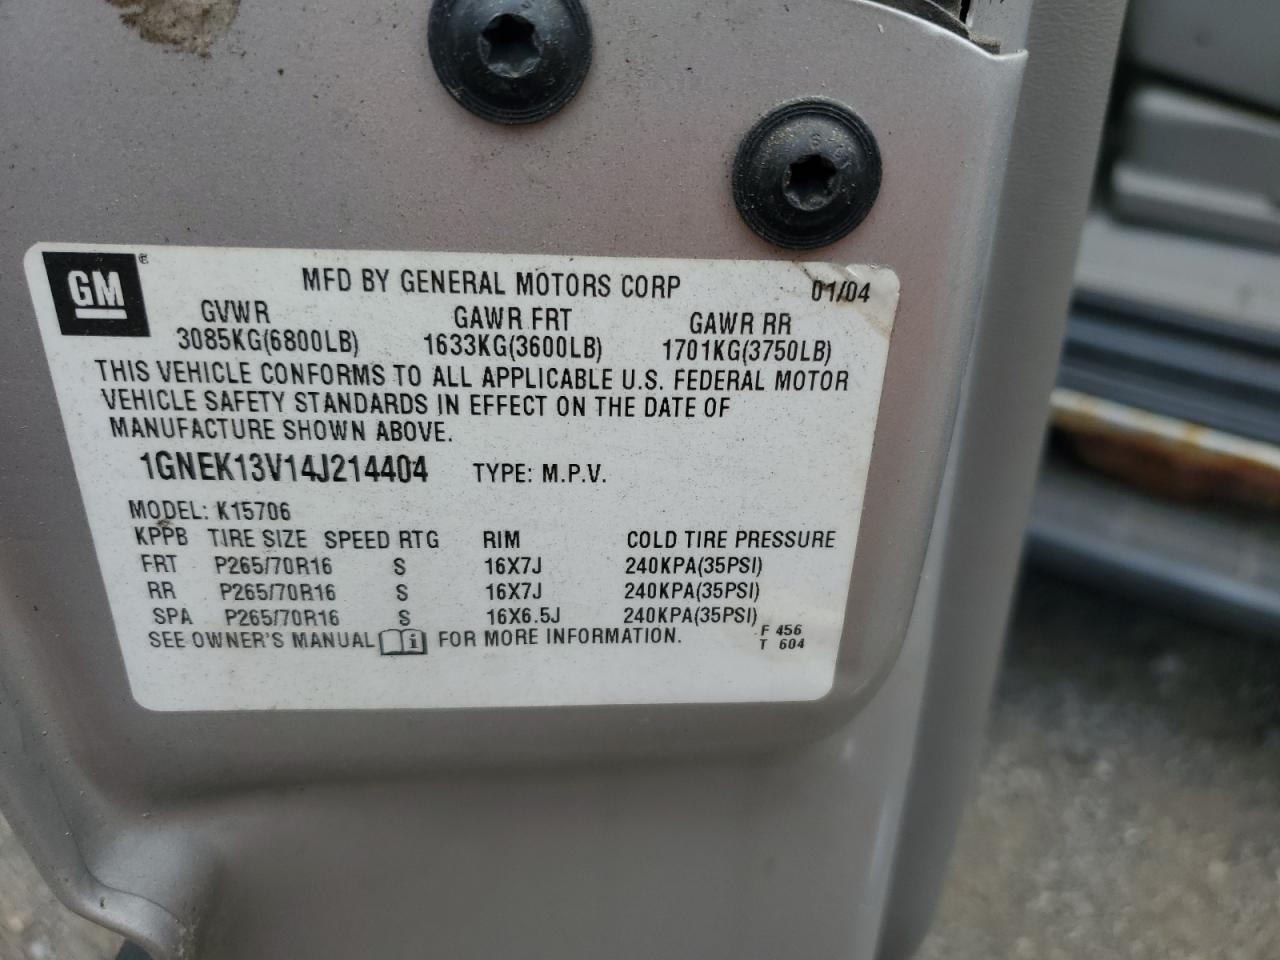 GM®
MFD BY GENERAL MOTORS CORP 01/04
GVWR GAWR FRT GAWR RR
3085KG(6800LB) 1633KG(3600LB) 1701KG(3750LB)
THIS VEHICLE CONFORMS TO ALL APPLICABLE U.S. FEDERAL MOTOR
VEHICLE SAFETY STANDARDS IN EFFECT ON THE DATE OF
MANUFACTURE SHOWN ABOVE.
1GNEK13V14J214404 TYPE: M.P.V.
MODEL: K15706
KPPB TIRE SIZE SPEED RTG RIM COLD TIRE PRESSURE
FRT P265/70R16 S 16X7J 240KPA(35PSI)
RR P265/70R16 S 16X7J 240KPA(35PSI)
SPA P265/70R16 S 16X6.5J 240KPA(35PSI)
SEE OWNER'S MANUAL i FOR MORE INFORMATION.
F 456
T 604